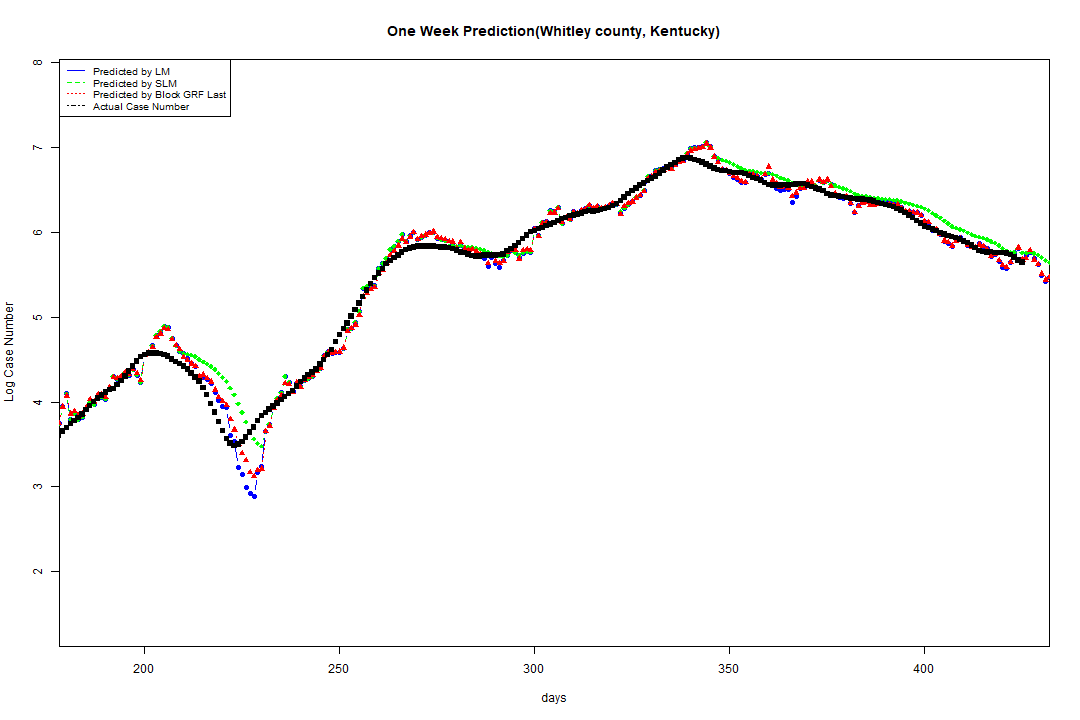 One Week Prediction(Whitley county, Kentucky)
Predicted by LM
Predicted by SLM
Predicted by Block GRF Last
Actual Case Number
8
7
6
5
4
3
2
Log Case Number
200
250
300
350
400
days